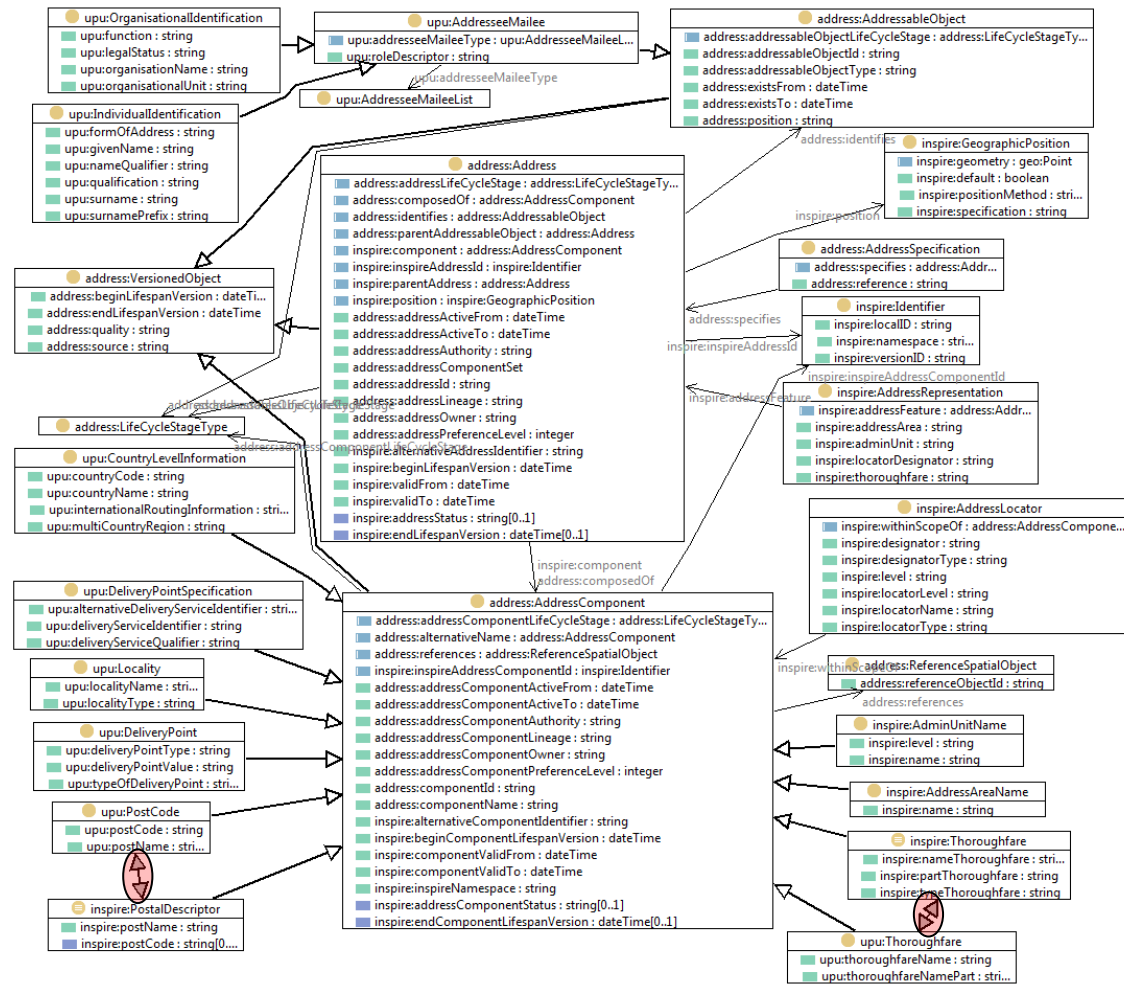 upu:OrganisationalIdentification
upu:function : string
upu:legalStatus : string
upu:organisationName : string
upu:organisationalUnit : string
upu:AddresseeMailee
upu:addresseeMaileeType : upu:AddresseeMaileeL...
upu:roleDescriptor : string
upu:addresseeMaileeType
upu:AddresseeMaileeList
address:AddressableObject
address:addressableObjectLifeCycleStage : address:LifeCycleStageTy...
address:addressableObjectId : string
address:addressableObjectType : string
address:existsFrom : dateTime
address:existsTo : dateTime
address:position : string
address:identifies
upu:IndividualIdentification
upu:formOfAddress : string
upu:givenName : string
upu:nameQualifier : string
upu:qualification : string
upu:surname : string
upu:surnamePrefix : string
inspire:GeographicPosition
inspire:geometry : geo:Point
inspire:default : boolean
inspire:positionMethod : stri...
inspire:specification : string
inspire:position
address:Address
address:addressLifeCycleStage : address:LifeCycleStageTy...
address:composedOf : address:AddressComponent
address:identifies : address:AddressableObject
address:parentAddressableObject : address:Address
inspire:component : address:AddressComponent
inspire:inspireAddressId : inspire:Identifier
inspire:parentAddress : address:Address
inspire:position : inspire:GeographicPosition
address:addressActiveFrom : dateTime
address:addressActiveTo : dateTime
address:addressAuthority : string
address:addressComponentSet
address:addressId : string
address:addressLineage : string
address:addressOwner : string
address:addressPreferenceLevel : integer
inspire:alternativeAddressIdentifier : string
inspire:beginLifespanVersion : dateTime
inspire:validFrom : dateTime
inspire:validTo : dateTime
inspire:addressStatus : string[0..1]
inspire:endLifespanVersion : dateTime[0..1]
address:VersionedObject
address:beginLifespanVersion : dateTi...
address:endLifespanVersion : dateTime
address:quality : string
address:source : string
address:AddressSpecification
address:specifies : address:Addr...
address:reference : string
address:specifies
inspire:Identifier
inspire:localID : string
inspire:namespace : stri...
inspire:versionID : string
inspire:inspireAddressId
inspire:inspireAddressComponentId
inspire:AddressRepresentation
inspire:addressFeature : address:Addr...
inspire:addressArea : string
inspire:adminUnit : string
inspire:locatorDesignator : string
inspire:thoroughfare : string
inspire:addressFeature
address:LifeCycleStageType
address:addressComponentLifeCycleStage
upu:CountryLevelInformation
upu:countryCode : string
upu:countryName : string
upu:internationalRoutingInformation : stri...
upu:multiCountryRegion : string
inspire:AddressLocator
inspire:withinScopeOf : address:AddressCompone...
inspire:designator : string
inspire:designatorType : string
inspire:level : string
inspire:locatorLevel : string
inspire:locatorName : string
inspire:locatorType : string
inspire:withinScopeOf
inspire:component
address:composedOf
upu:DeliveryPointSpecification
upu:alternativeDeliveryServiceIdentifier : stri...
upu:deliveryServiceIdentifier : string
upu:deliveryServiceQualifier : string
address:AddressComponent
address:addressComponentLifeCycleStage : address:LifeCycleStageTy...
address:alternativeName : address:AddressComponent
address:references : address:ReferenceSpatialObject
inspire:inspireAddressComponentId : inspire:Identifier
address:addressComponentActiveFrom : dateTime
address:addressComponentActiveTo : dateTime
address:addressComponentAuthority : string
address:addressComponentLineage : string
address:addressComponentOwner : string
address:addressComponentPreferenceLevel : integer
address:componentId : string
address:componentName : string
inspire:alternativeComponentIdentifier : string
inspire:beginComponentLifespanVersion : dateTime
inspire:componentValidFrom : dateTime
inspire:componentValidTo : dateTime
inspire:inspireNamespace : string
inspire:addressComponentStatus : string[0..1]
inspire:endComponentLifespanVersion : dateTime[0..1]
upu:Locality
upu:localityName : stri...
upu:localityType : string
address:ReferenceSpatialObject
address:referenceObjectId : string
address:references
upu:DeliveryPoint
upu:deliveryPointType : string
upu:deliveryPointValue : string
upu:typeOfDeliveryPoint : stri...
inspire:AdminUnitName
inspire:level : string
inspire:name : string
inspire:AddressAreaName
inspire:name : string
upu:PostCode
upu:postCode : string
upu:postName : stri...
inspire:Thoroughfare
inspire:nameThoroughfare : stri...
inspire:partThoroughfare : string
inspire:typeThoroughfare : string
inspire:PostalDescriptor
inspire:postName : string
inspire:postCode : string[0....
upu:Thoroughfare
upu:thoroughfareName : string
upu:thoroughfareNamePart : stri...